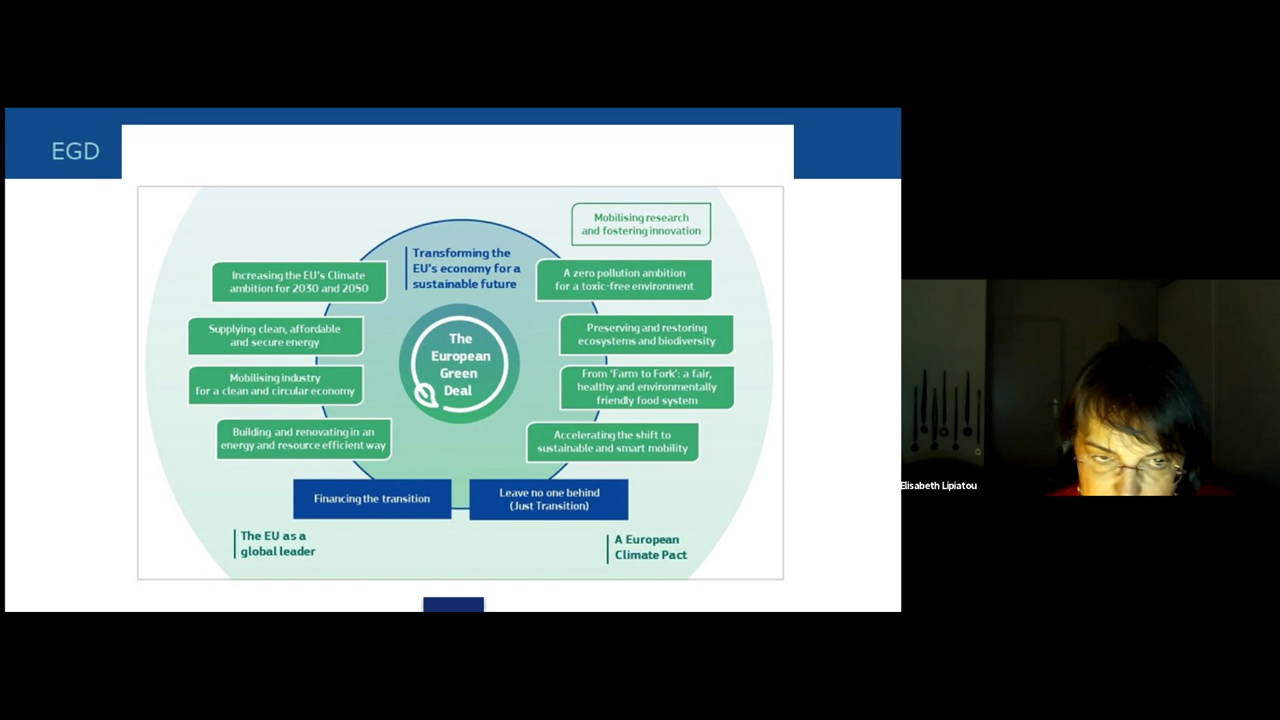 EGD
Mobilising research
and fostering innovation
Transforming the
EU's economy for a
sustainable future
Increasing the EU's Climate
ambition for 2030 and 2050
A zero pollution ambition
for a toxic-free environment
Supplying clean, affordable
and secure energy
Preserving and restoring
ecosystems and biodiversity
The
European
Green
Deal
Mobilising industry
for a clean and circular economy
From 'Farm to Fork': a fair,
healthy and environmentally
friendly food system
Building and renovating in an
energy and resource efficient way
Accelerating the shift to
sustainable and smart mobility
Financing the transition
Leave no one behind
(Just Transition)
The EU as a
global leader
A European
Climate Pact
Elisabeth Lipiatou